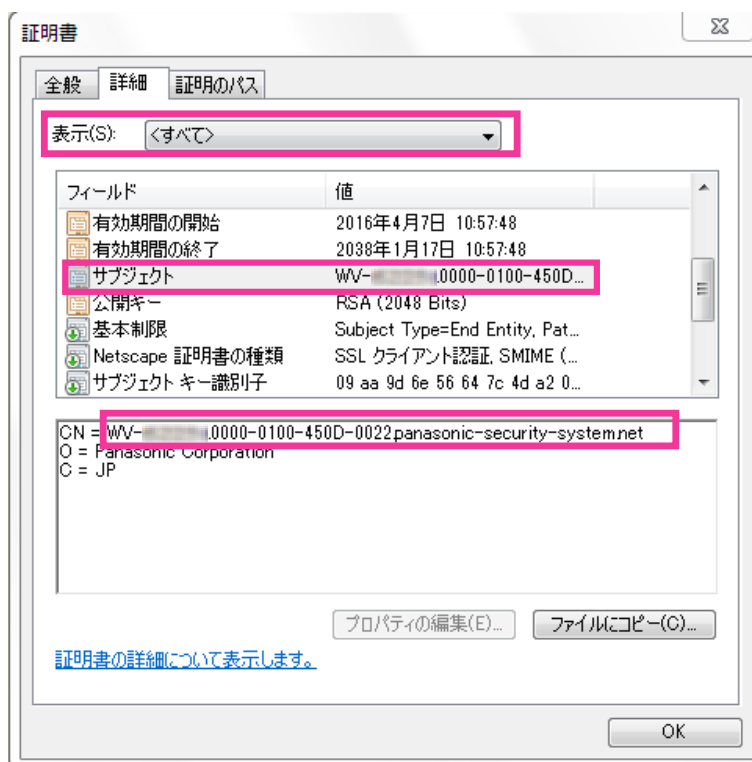 証明書
全般 詳細 証明のパス
表示(S): <すべて>
フィールド 値
有効期間の開始 2016年4月7日 10:57:48
有効期間の終了 2038年1月17日 10:57:48
サブジェクト WV- .0000-0100-450D...
公開キー RSA (2048 Bits)
基本制限 Subject Type=End Entity, Pat...
Netscape 証明書の種類 SSL クライアント認証, SMIME (...
サブジェクト キー識別子 09 aa 9d 6e 56 64 7c 4d a2 0...
CN = WV- .0000-0100-450D-0022.panasonic-security-system.net
O = Panasonic Corporation
C = JP
プロパティの編集(E)... ファイルにコピー(C)...
証明書の詳細について表示します。
OK